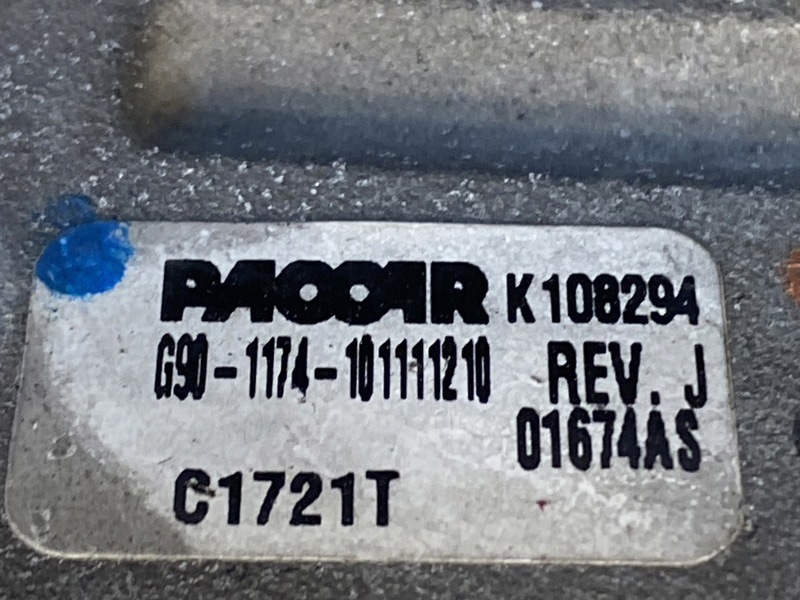 PACCAR K108294
G90-1174-101111210 REV. J
01674AS
C1721T